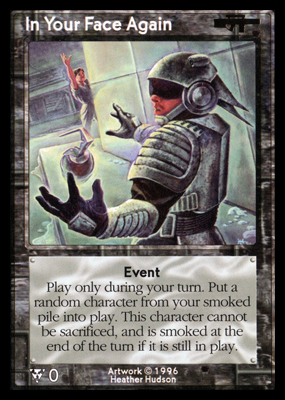 In Your Face Again
Event
Play only during your turn. Put a
random character from your smoked
pile into play. This character cannot
be sacrificed, and is smoked at the
end of the turn if it is still in play.
0
Artwork © 1996
Heather Hudson